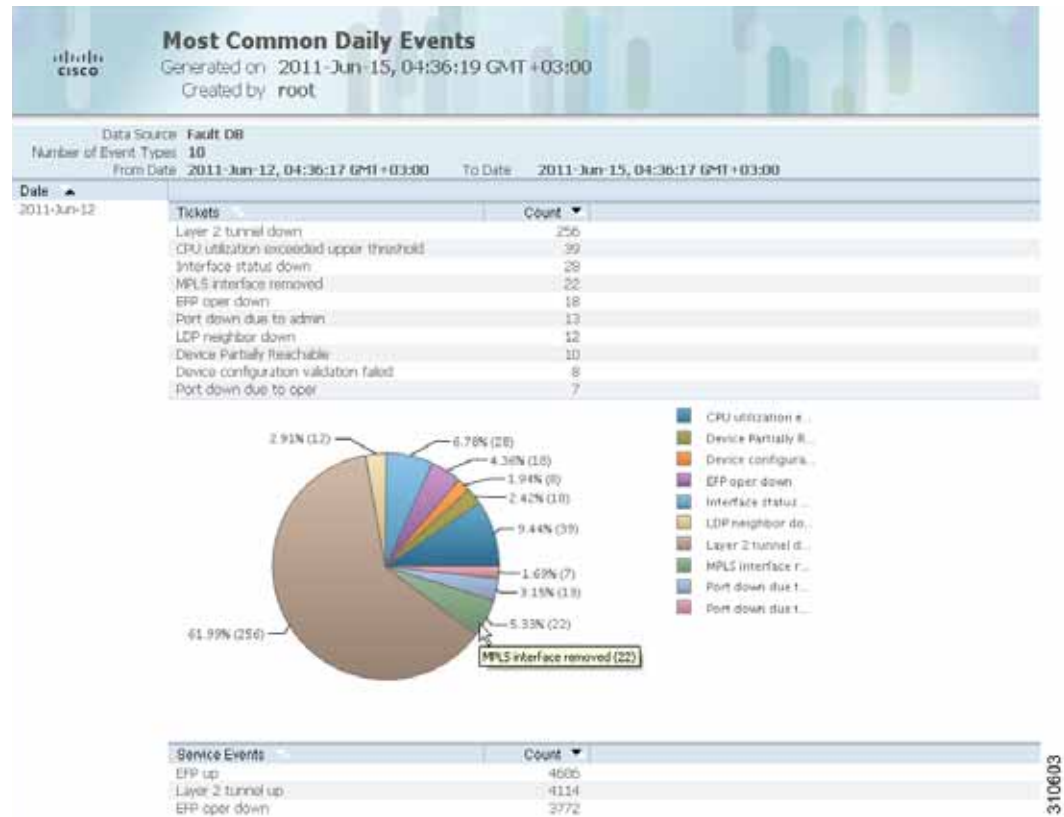 Most Common Daily Events
CISCO
Generated on 2011-Jun-15, 04:36:19 GMT+03:00
Created by root
Data Source Fault DB
Number of Event Types 10
From Date 2011-Jun-12, 04:36:17 GMT+03:00 To Date 2011-Jun-15, 04:36:17 GMT+03:00
Date
2011-Jun-12
Tickets Count
Layer 2 tunnel down 256
CPU utilization exceeded upper threshold 39
Interface status down 28
MPLS interface removed 22
EFP oper down 18
Port down due to admin 13
LDP neighbor down 12
Device Partially Reachable 10
Device configuration validation failed 8
Port down due to oper 7
2.91% (12)
6.78% (28)
4.36% (18)
1.94% (8)
2.42% (10)
9.44% (39)
1.69% (7)
3.15% (13)
5.33% (22)
61.99% (256)
MPLS interface removed (22)
CPU utilization e...
Device Partially R...
Device configura...
EFP oper down
Interface status ...
LDP neighbor do...
Layer 2 tunnel d...
MPLS interface r...
Port down due t...
Port down due t...
Service Events Count
EFP up
Layer 2 tunnel up 4114
EFP oper down 3772
310603